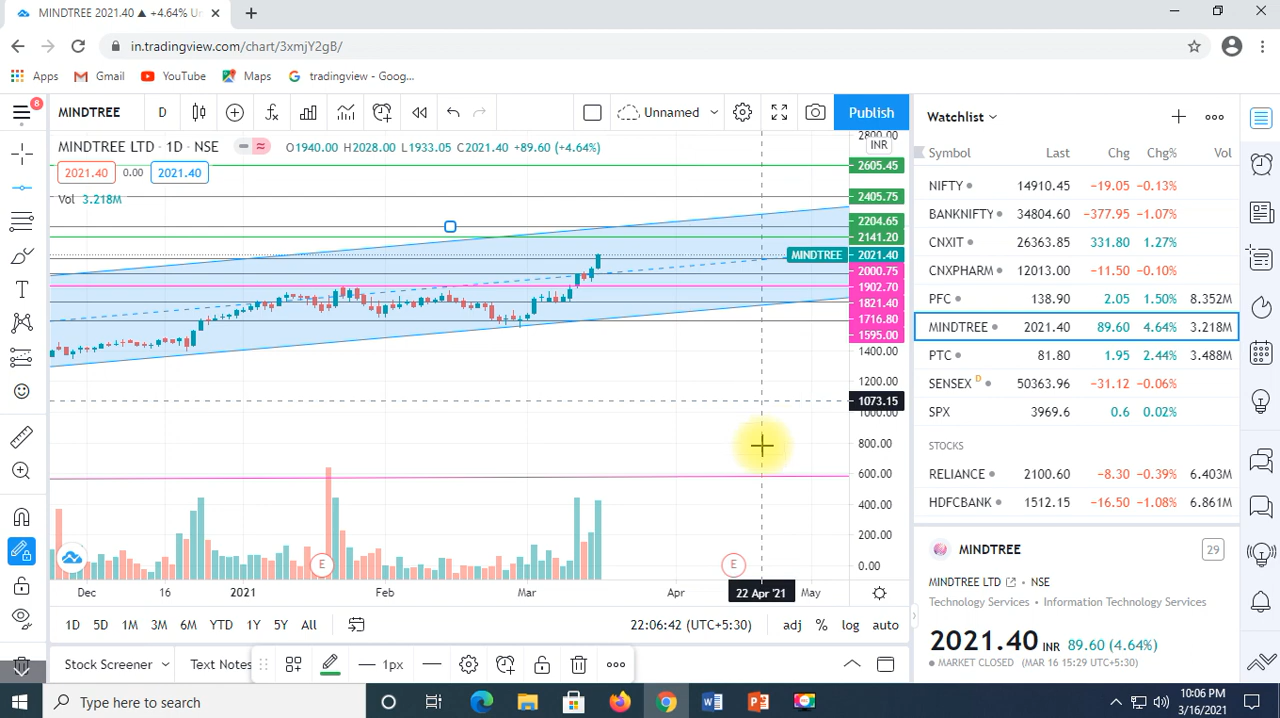 MINDTREE 2021.40 ▲ +4.64% Un
in.tradingview.com/chart/3xmjY2gB/
Apps Gmail YouTube Maps tradingview - Goog...
8
MINDTREE D Unnamed Publish
MINDTREE LTD · 1D · NSE O1940.00 H2028.00 L1933.05 C2021.40 +89.60 (+4.64%)
2021.40 0.00 2021.40
Vol 3.218M
2800.00
INR
2605.45
2405.75
2204.65
2141.20
MINDTREE 2021.40
2000.75
1902.70
1821.40
1716.80
1595.00
1400.00
1200.00
1073.15
1000.00
800.00
600.00
400.00
200.00
0.00
E E
Dec 16 2021 Feb Mar Apr 22 Apr '21 May
1D 5D 1M 3M 6M YTD 1Y 5Y All 22:06:42 (UTC+5:30) adj % log auto
Stock Screener Text Notes 1px
Watchlist
Symbol Last Chg Chg% Vol
NIFTY 14910.45 −19.05 −0.13%
BANKNIFTY 34804.60 −377.95 −1.07%
CNXIT 26363.85 331.80 1.27%
CNXPHARM 12013.00 −11.50 −0.10%
PFC 138.90 2.05 1.50% 8.352M
MINDTREE 2021.40 89.60 4.64% 3.218M
PTC 81.80 1.95 2.44% 3.488M
SENSEX D 50363.96 −31.12 −0.06%
SPX 3969.6 0.6 0.02%
STOCKS
RELIANCE 2100.60 −8.30 −0.39% 6.403M
HDFCBANK 1512.15 −16.50 −1.08% 6.861M
MINDTREE 29
MINDTREE LTD • NSE
Technology Services • Information Technology Services
2021.40 INR 89.60 (4.64%)
MARKET CLOSED (MAR 16 15:29 UTC+5:30)
Type here to search
10:06 PM
3/16/2021